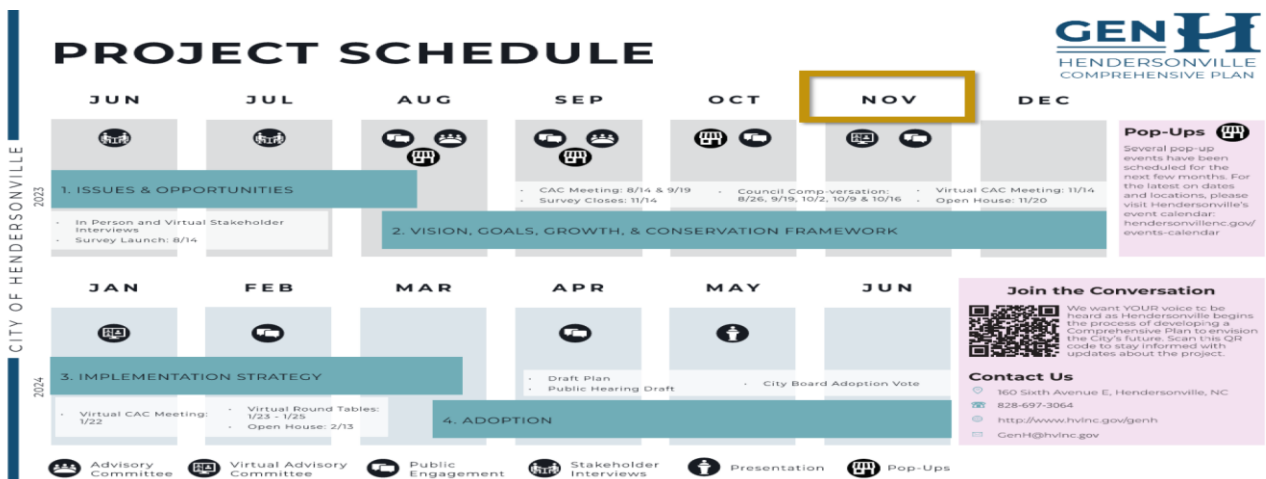 PROJECT SCHEDULE
GEN H
HENDERSONVILLE
COMPREHENSIVE PLAN
CITY OF HENDERSONVILLE
2023
JUN JUL AUG SEP OCT NOV DEC
1. ISSUES & OPPORTUNITIES
· In Person and Virtual Stakeholder
Interviews
· Survey Launch: 8/14
· CAC Meeting: 8/14 & 9/19
· Survey Closes: 11/14
· Council Comp-versation:
8/26, 9/19, 10/2, 10/9 & 10/16
· Virtual CAC Meeting: 11/14
· Open House: 11/20
2. VISION, GOALS, GROWTH, & CONSERVATION FRAMEWORK
Pop-Ups
Several pop-up
events have been
scheduled for the
next few months. For
the latest on dates
and locations, please
visit Hendersonville's
event calendar:
hendersonvillenc.gov/
events-calendar
2024
JAN FEB MAR APR MAY JUN
3. IMPLEMENTATION STRATEGY
· Virtual CAC Meeting:
1/22
· Virtual Round Tables:
1/23 - 1/25
· Open House: 2/13
· Draft Plan
· Public Hearing Draft
· City Board Adoption Vote
4. ADOPTION
Join the Conversation
We want YOUR voice to be
heard as Hendersonville begins
the process of developing a
Comprehensive Plan to envision
the City's future. Scan this QR
code to stay informed with
updates about the project.
Contact Us
160 Sixth Avenue E, Hendersonville, NC
828-697-3064
http://www.hvlnc.gov/genh
GenH@hvlnc.gov
Advisory
Committee
Virtual Advisory
Committee
Public
Engagement
Stakeholder
Interviews
Presentation
Pop-Ups